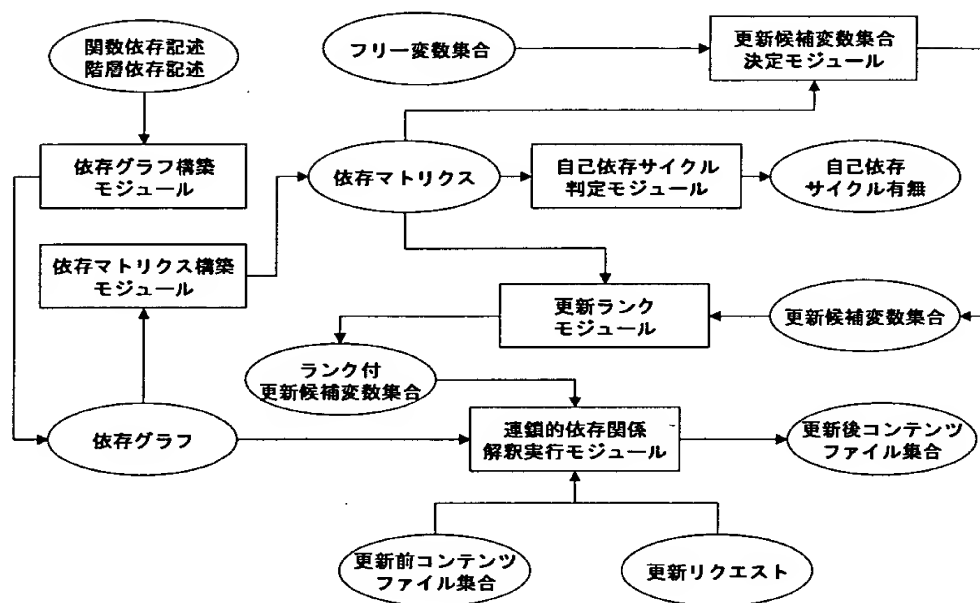 関数依存記述
階層依存記述
フリー変数集合
更新候補変数集合
決定モジュール
依存グラフ構築
モジュール
依存マトリクス
自己依存サイクル
判定モジュール
自己依存
サイクル有無
依存マトリクス構築
モジュール
更新ランク
モジュール
更新候補変数集合
ランク付
更新候補変数集合
依存グラフ
連鎖的依存関係
解釈実行モジュール
更新後コンテンツ
ファイル集合
更新前コンテンツ
ファイル集合
更新リクエスト